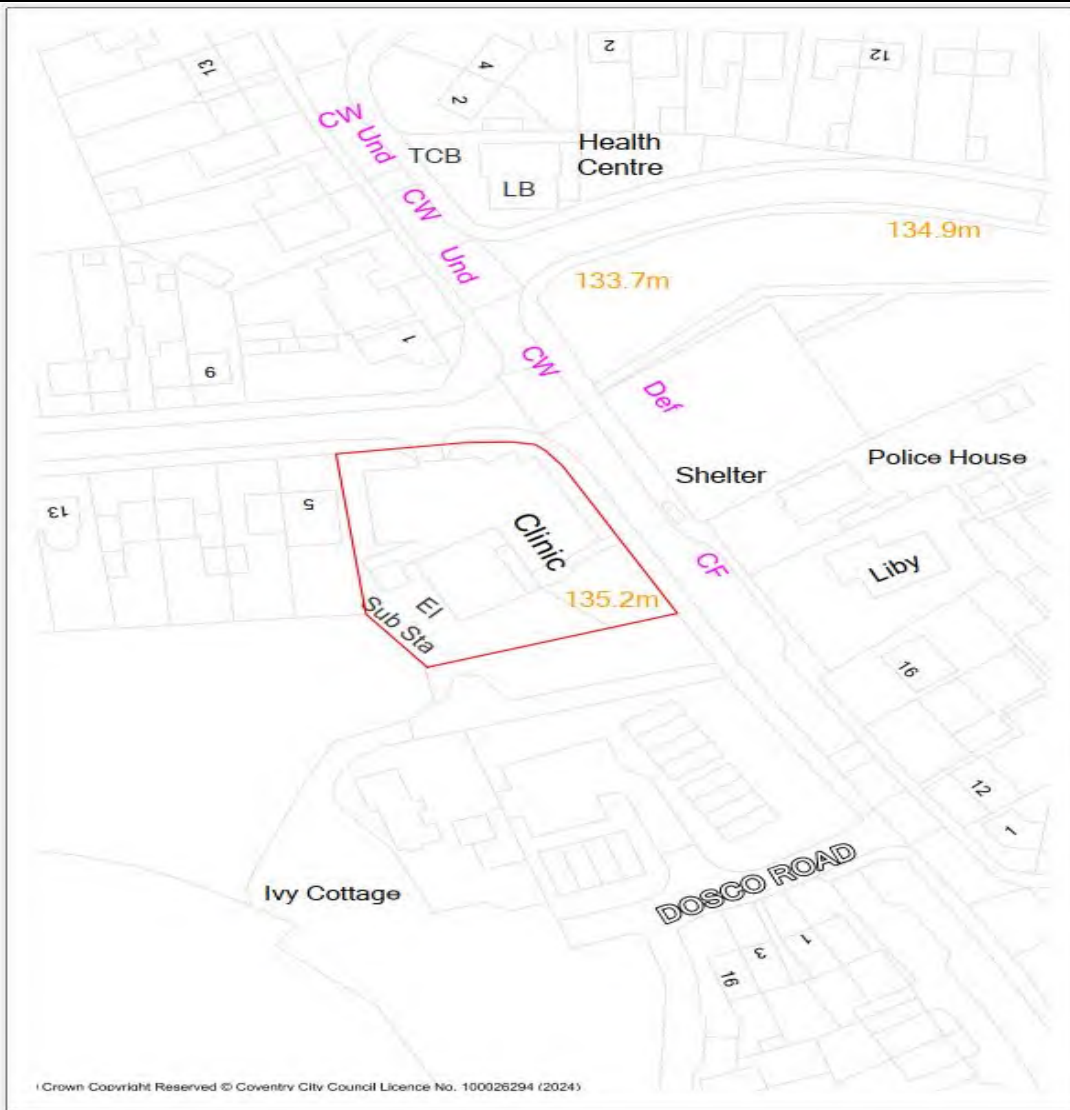 13
4
2
2
12
CW
Und
TCB
Health
Centre
LB
CW
Und
134.9m
133.7m
1
CW
9
Def
Shelter
Police House
13
5
Clinic
CF
Liby
El
Sub Sta
135.2m
16
12
1
Ivy Cottage
DOSCO ROAD
1
3
16
Crown Copyright Reserved © Coventry City Council Licence No. 100026294 (2024)